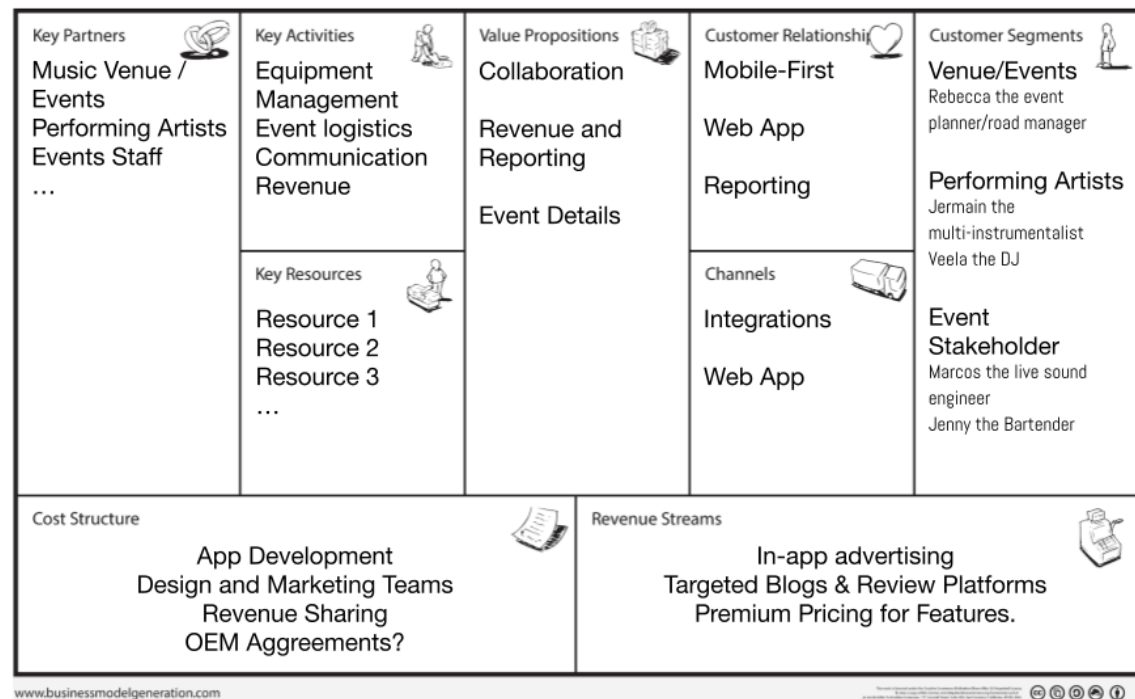 Key Partners
Music Venue /
Events
Performing Artists
Events Staff
…
Key Activities
Equipment
Management
Event logistics
Communication
Revenue
Key Resources
Resource 1
Resource 2
Resource 3
…
Value Propositions
Collaboration
Revenue and
Reporting
Event Details
Customer Relationship
Mobile-First
Web App
Reporting
Channels
Integrations
Web App
Customer Segments
Venue/Events
Rebecca the event
planner/road manager
Performing Artists
Jermain the
multi-instrumentalist
Veela the DJ
Event
Stakeholder
Marcos the live sound
engineer
Jenny the Bartender
Cost Structure
App Development
Design and Marketing Teams
Revenue Sharing
OEM Aggreements?
Revenue Streams
In-app advertising
Targeted Blogs & Review Platforms
Premium Pricing for Features.
www.businessmodelgeneration.com